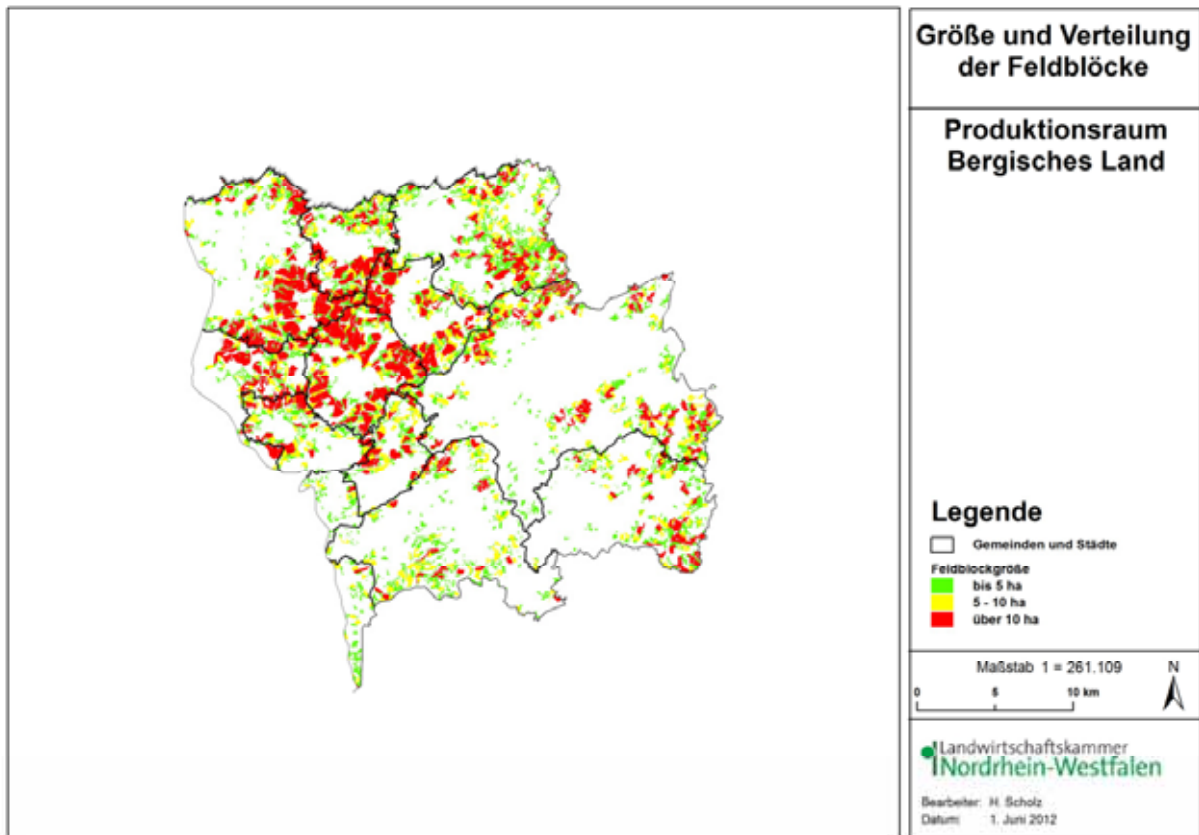 Größe und Verteilung
der Feldblöcke
Produktionsraum
Bergisches Land
Legende
Gemeinden und Städte
Feldblockgröße
bis 5 ha
5 - 10 ha
über 10 ha
Maßstab 1 = 261.109
N
0 5 10 km
Landwirtschaftskammer
Nordrhein-Westfalen
Bearbeiter: H. Scholz
Datum: 1. Juni 2012